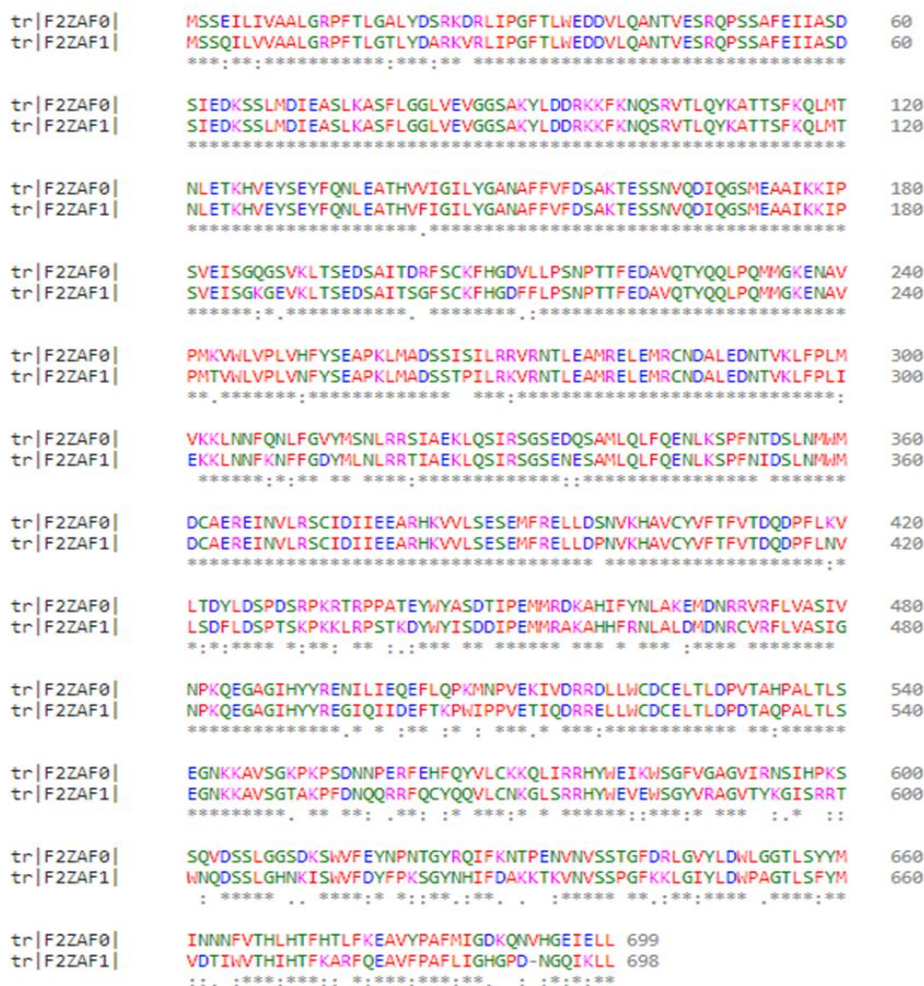 tr|F2ZAF0| MSSEILIVAALGRPFTLGALYDSRKDRLIPGFTLWEDDVLQANTVESRQPSSAFEIIASD 60
tr|F2ZAF1| MSSQILVVAALGRPFTLGTLYDARKVRLIPGFTLWEDDVLQANTVESRQPSSAFEIIASD 60
***:**:***********:***:** **********************************
tr|F2ZAF0| SIEDKSSLMDIEASLKASFLGGLVEVGGSAKYLDDRKKFKNQSRVTLQYKATTSFKQLMT 120
tr|F2ZAF1| SIEDKSSLMDIEASLKASFLGGLVEVGGSAKYLDDRKKFKNQSRVTLQYKATTSFKQLMT 120
************************************************************
tr|F2ZAF0| NLETKHVEYSEYFQNLEATHVVIGILYGANAFFVFDSAKTESSNVQDIQGSMEAAIKKIP 180
tr|F2ZAF1| NLETKHVEYSEYFQNLEATHVFIGILYGANAFFVFDSAKTESSNVQDIQGSMEAAIKKIP 180
*********************.**************************************
tr|F2ZAF0| SVEISGQGSVKLTSEDSAITDRFSCKFHGDVLLPSNPTTFEDAVQTYQQLPQMMGKENAV 240
tr|F2ZAF1| SVEISGKGEVKLTSEDSAITSGFSCKFHGDFFLPSNPTTFEDAVQTYQQLPQMMGKENAV 240
******:*.***********. ********.:****************************
tr|F2ZAF0| PMKVWLVPLVHFYSEAPKLMADSSISILRRVRNTLEAMRELEMRCNDALEDNTVKLFPLM 300
tr|F2ZAF1| PMTVWLVPLVNFYSEAPKLMADSSTPILRKVRNTLEAMRELEMRCNDALEDNTVKLFPLI 300
**.*******:*************  ***:*****************************:
tr|F2ZAF0| VKKLNNFQNLFGVYMSNLRRSIAEKLQSIRSGSEDQSAMLQLFQENLKSPFNTDSLNMWM 360
tr|F2ZAF1| EKKLNNFKNFFGDYMLNLRRTIAEKLQSIRSGSENESAMLQLFQENLKSPFNIDSLNMWM 360
 ******:*:** ** ****:*************::**************** *******
tr|F2ZAF0| DCAEREINVLRSCIDIIEEARHKVVLSESEMFRELLDSNVKHAVCYVFTFVTDQDPFLKV 420
tr|F2ZAF1| DCAEREINVLRSCIDIIEEARHKVVLSESEMFRELLDPNVKHAVCYVFTFVTDQDPFLNV 420
************************************* ********************:*
tr|F2ZAF0| LTDYLDSPDSRPKRTRPPATEYWYASDTIPEMMRDKAHIFYNLAKEMDNRRVRFLVASIV 480
tr|F2ZAF1| LSDFLDSPTSKPKKLRPSTKDYWYISDDIPEMMRAKAHHFRNLALDMDNRCVRFLVASIG 480
*:*:**** *:**: ** :.:*** ** ****** *** * *** :**** ********
tr|F2ZAF0| NPKQEGAGIHYYRENILIEQEFLQPKMNPVEKIVDRRDLLWCDCELTLDPVTAHPALTLS 540
tr|F2ZAF1| NPKQEGAGIHYYREGIQIIDEFTKPWIPPVETIQDRRELLWCDCELTLDPDTAQPALTLS 540
**************.* * :** :* : ***.* ***:************ **:******
tr|F2ZAF0| EGNKKAVSGKPKPSDNNPERFEHFQYVLCKKQLIRRHYWEIKWSGFVGAGVIRNSIHPKS 600
tr|F2ZAF1| EGNKKAVSGTAKPFDNQQRRFQCYQQVLCNKGLSRRHYWEVEWSGYVRAGVTYKGISRRT 600
*********. ** **: .**: :* ***:* * ******::***:* ***  :.*  ::
tr|F2ZAF0| SQVDSSLGGSDKSWVFEYNPNTGYRQIFKNTPENVNVSSTGFDRLGVYLDWLGGTLSYYM 660
tr|F2ZAF1| WNQDSSLGHNKISWVFDYFPKSGYNHIFDAKKTKVNVSSPGFKKLGIYLDWPAGTLSFYM 660
 : ***** .. ****:* *::**.:**. .  :***** **.:**:**** .****:**
tr|F2ZAF0| INNNFVTHLHTFHTLFKEAVYPAFMIGDKQNVHGEIELL 699
tr|F2ZAF1| VDTIWVTHIHTFKARFQEAVFPAFLIGHGPD-NGQIKLL 698
::. :***:***:: *:***:***:**.  : :*:*:**